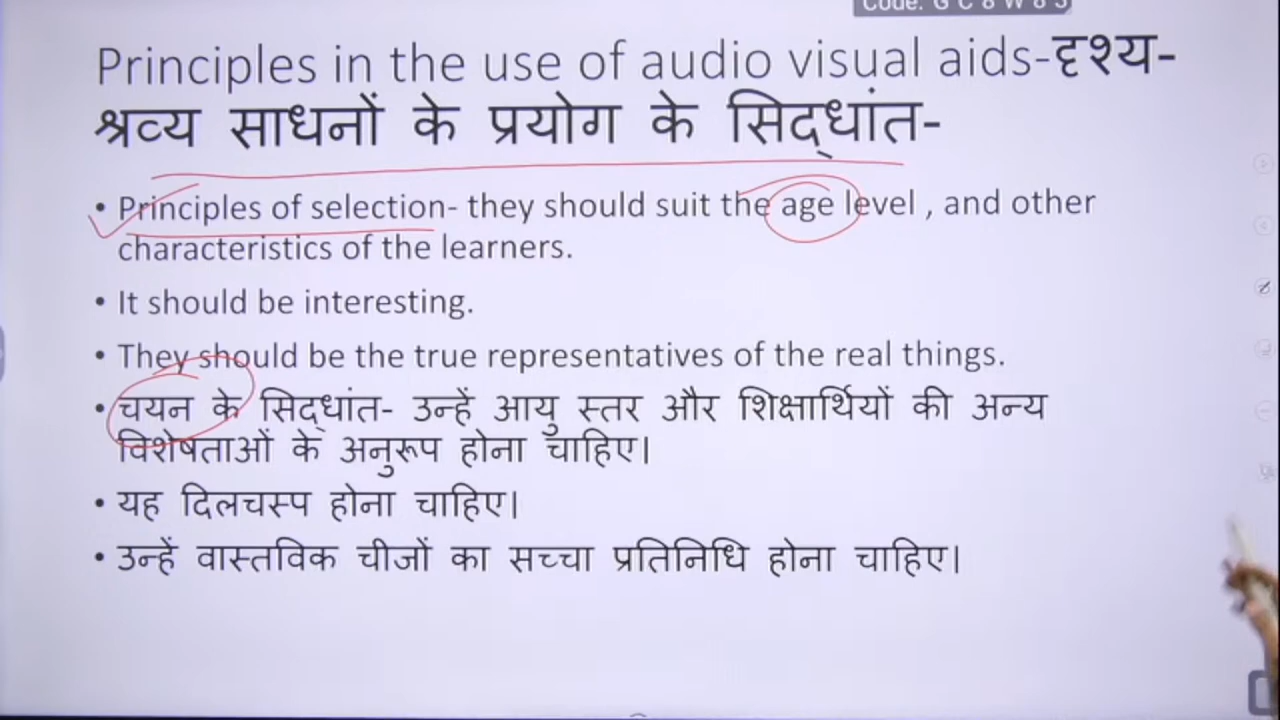 Principles in the use of audio visual aids-दृश्य-
श्रव्य साधनों के प्रयोग के सिद्धांत-
• Principles of selection- they should suit the age level , and other
characteristics of the learners.
• It should be interesting.
• They should be the true representatives of the real things.
• चयन के सिद्धांत- उन्हें आयु स्तर और शिक्षार्थियों की अन्य
विशेषताओं के अनुरूप होना चाहिए।
• यह दिलचस्प होना चाहिए।
• उन्हें वास्तविक चीजों का सच्चा प्रतिनिधि होना चाहिए।